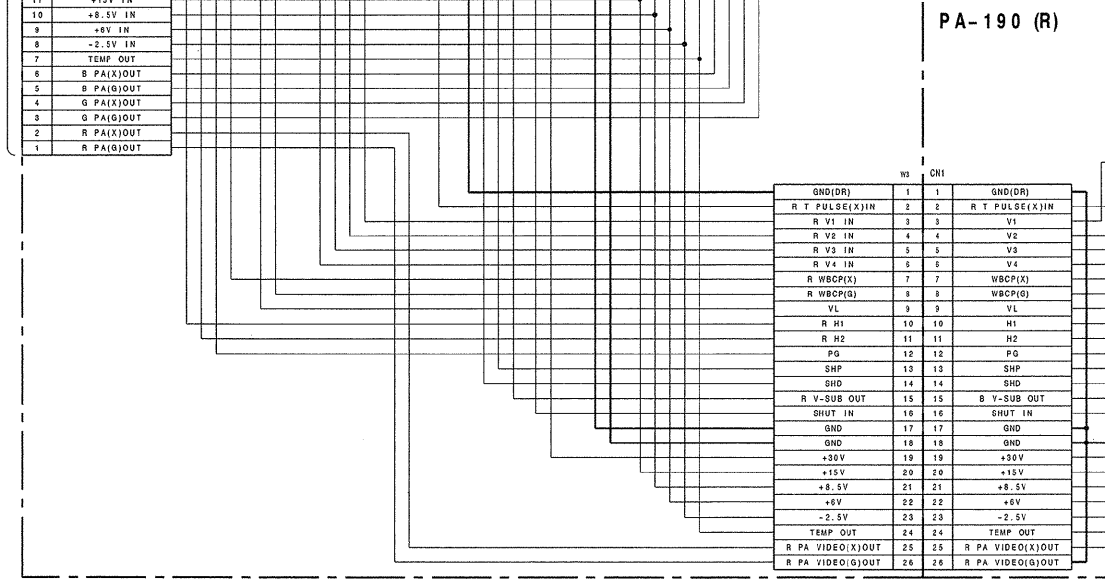 +15V IN
10 +8.5V IN
9 +6V IN
8 -2.5V IN
7 TEMP OUT
6 B PA(X)OUT
5 B PA(G)OUT
4 G PA(X)OUT
3 G PA(G)OUT
2 R PA(X)OUT
1 R PA(G)OUT
PA-190 (R)
W3 CN1
GND(DR) 1 1 GND(DR)
R T PULSE(X)IN 2 2 R T PULSE(X)IN
R V1 IN 3 3 V1
R V2 IN 4 4 V2
R V3 IN 5 5 V3
R V4 IN 6 6 V4
R WBCP(X) 7 7 WBCP(X)
R WBCP(G) 8 8 WBCP(G)
VL 9 9 VL
R H1 10 10 H1
R H2 11 11 H2
PG 12 12 PG
SHP 13 13 SHP
SHD 14 14 SHD
R V-SUB OUT 15 15 B V-SUB OUT
SHUT IN 16 16 SHUT IN
GND 17 17 GND
GND 18 18 GND
+30V 19 19 +30V
+15V 20 20 +15V
+8.5V 21 21 +8.5V
+6V 22 22 +6V
-2.5V 23 23 -2.5V
TEMP OUT 24 24 TEMP OUT
R PA VIDEO(X)OUT 25 25 R PA VIDEO(X)OUT
R PA VIDEO(G)OUT 26 26 R PA VIDEO(G)OUT